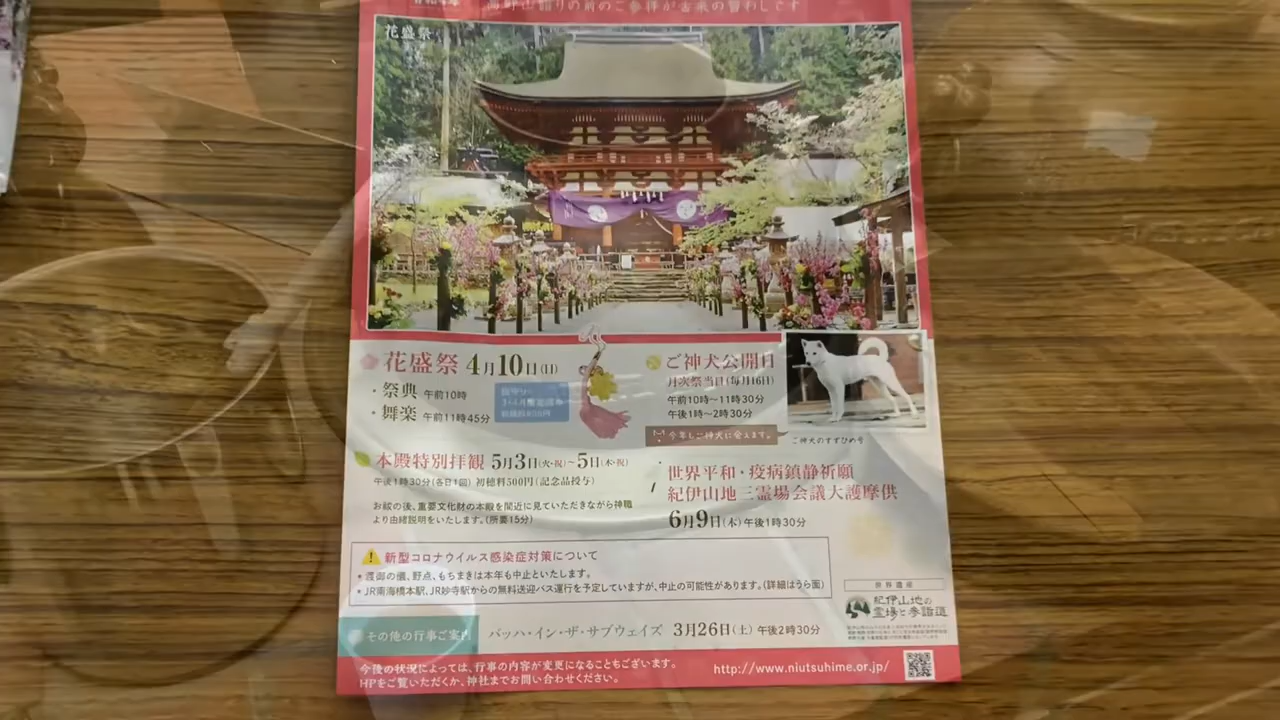 高野山詣りの前のご参拝が古来の習わしです
花盛祭
花盛祭 4月10日(日)
・祭典 午前10時
・舞楽 午前11時45分
ご神犬公開日
月次祭当日(毎月16日)
午前10時〜11時30分
午後1時〜2時30分
今年もご神犬に会えます。
ご神犬のすずひめ号
本殿特別拝観 5月3日(火・祝)〜5日(木・祝)
午後1時30分(各日1回) 初穂料500円(記念品授与)
お祓の後、重要文化財の本殿を間近に見ていただきながら神職
より由緒説明をいたします。(所要15分)
世界平和・疫病鎮静祈願
紀伊山地三霊場会議大護摩供
6月9日(木)午後1時30分
新型コロナウイルス感染症対策について
* 渡御の儀、野点、もちまきは本年も中止といたします。
* JR南海橋本駅、JR妙寺駅からの無料送迎バス運行を予定していますが、中止の可能性があります。(詳細はうら面)
世界遺産
紀伊山地の
霊場と参詣道
その他の行事ご案内
バッハ・イン・ザ・サブウェイズ 3月26日(土)午後2時30分
今後の状況によっては、行事の内容が変更になることもございます。
HPをご覧いただくか、神社までお問い合わせください。
http://www.niutsuhime.or.jp/